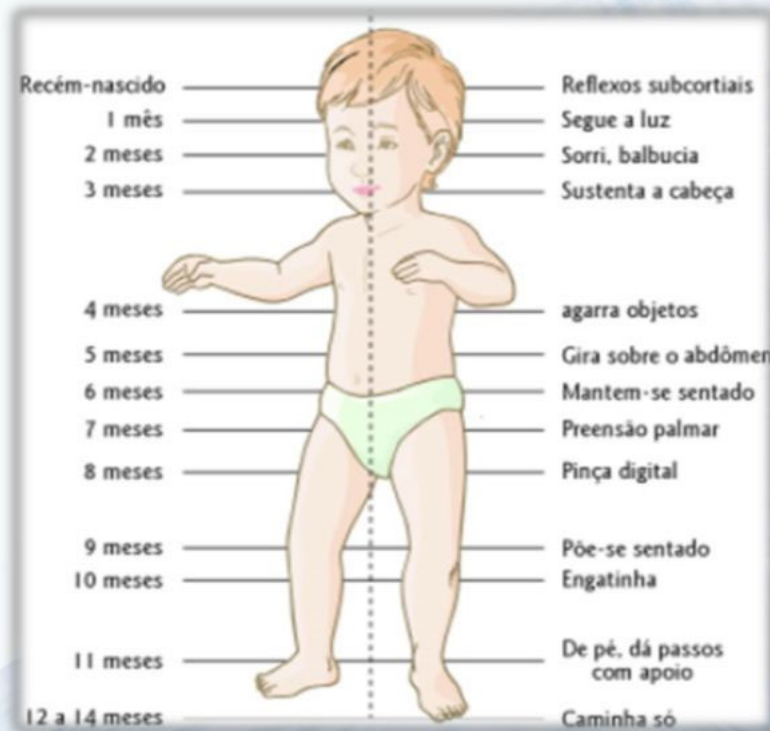 Recém-nascido Reflexos subcortiais
1 mês Segue a luz
2 meses Sorri, balbucia
3 meses Sustenta a cabeça
4 meses agarra objetos
5 meses Gira sobre o abdômen
6 meses Mantem-se sentado
7 meses Preensão palmar
8 meses Pinça digital
9 meses Põe-se sentado
10 meses Engatinha
11 meses De pé, dá passos
com apoio
12 a 14 meses Caminha só